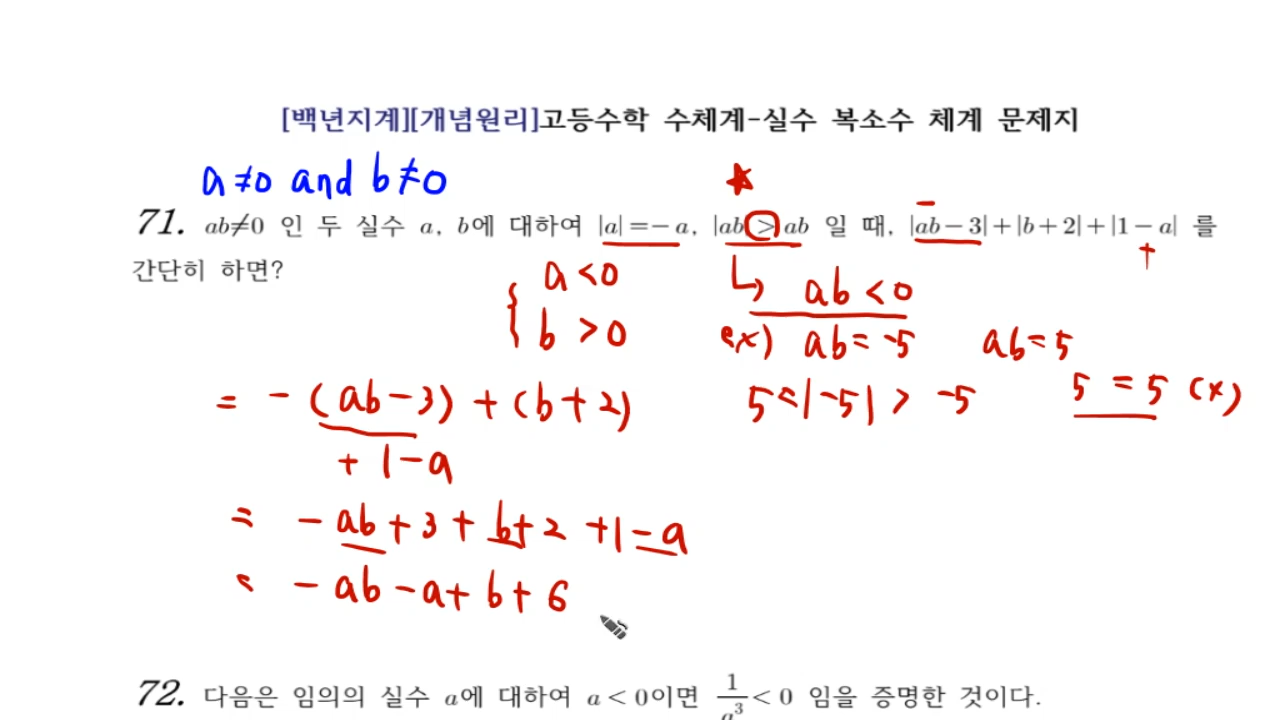 [백년지계][개념원리]고등수학 수체계-실수 복소수 체계 문제지
a≠0 and b≠0
71. ab≠0 인 두 실수 a, b에 대하여 |a|=-a, |ab|>ab 일 때, |ab-3|+|b+2|+|1-a| 를
- +
간단히 하면?
a<0
b >0
↳ ab<0
ex) ab= -5
ab=5
5=|-5| > -5
5 = 5 (x)
= -(ab-3)+(b+2)
+ 1-a
= -ab+3+b+2 +1-a
= -ab-a+b+6
72. 다음은 임의의 실수 a에 대하여 a<0이면 1/a³<0 임을 증명한 것이다.